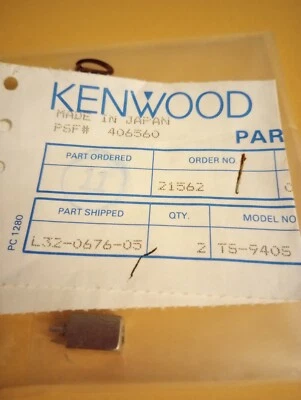 KENWOOD
MADE IN JAPAN
PSF# 406560
PAR
PART ORDERED ORDER NO
21562
PART SHIPPED QTY. MODEL NO
L32-0676-05 2 TS-940S
PC 1280